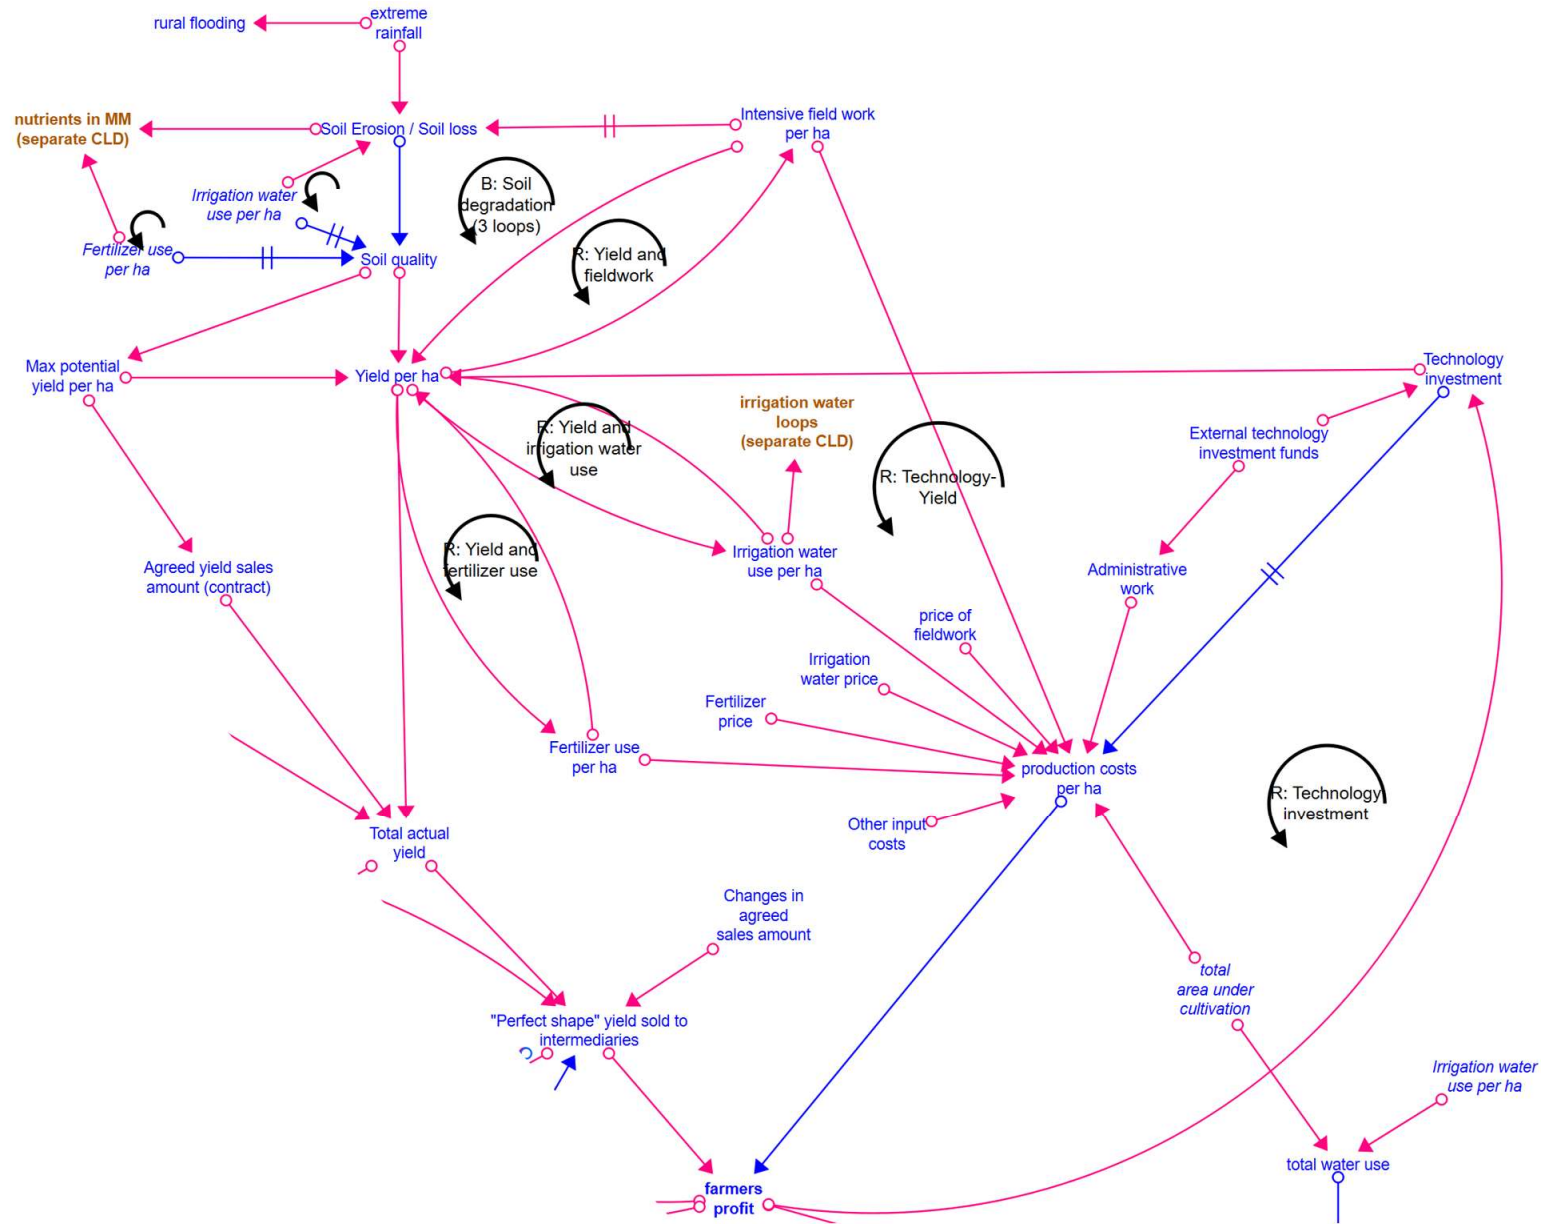 extreme
rainfall
rural flooding
nutrients in MM
(separate CLD)
Soil Erosion / Soil loss
Intensive field work
per ha
Irrigation water
use per ha
B: Soil
degradation
(3 loops)
Fertilizer use
per ha
Soil quality
R: Yield and
fieldwork
Max potential
yield per ha
Yield per ha
Technology
investment
irrigation water
loops
(separate CLD)
External technology
investment funds
R: Yield and
irrigation water
use
R: Technology-
Yield
R: Yield and
fertilizer use
Irrigation water
use per ha
Agreed yield sales
amount (contract)
Administrative
work
price of
fieldwork
Irrigation
water price
Fertilizer
price
Fertilizer use
per ha
production costs
per ha
R: Technology
investment
Other input
costs
Total actual
yield
Changes in
agreed
sales amount
total
area under
cultivation
"Perfect shape" yield sold to
intermediaries
Irrigation water
use per ha
total water use
farmers
profit